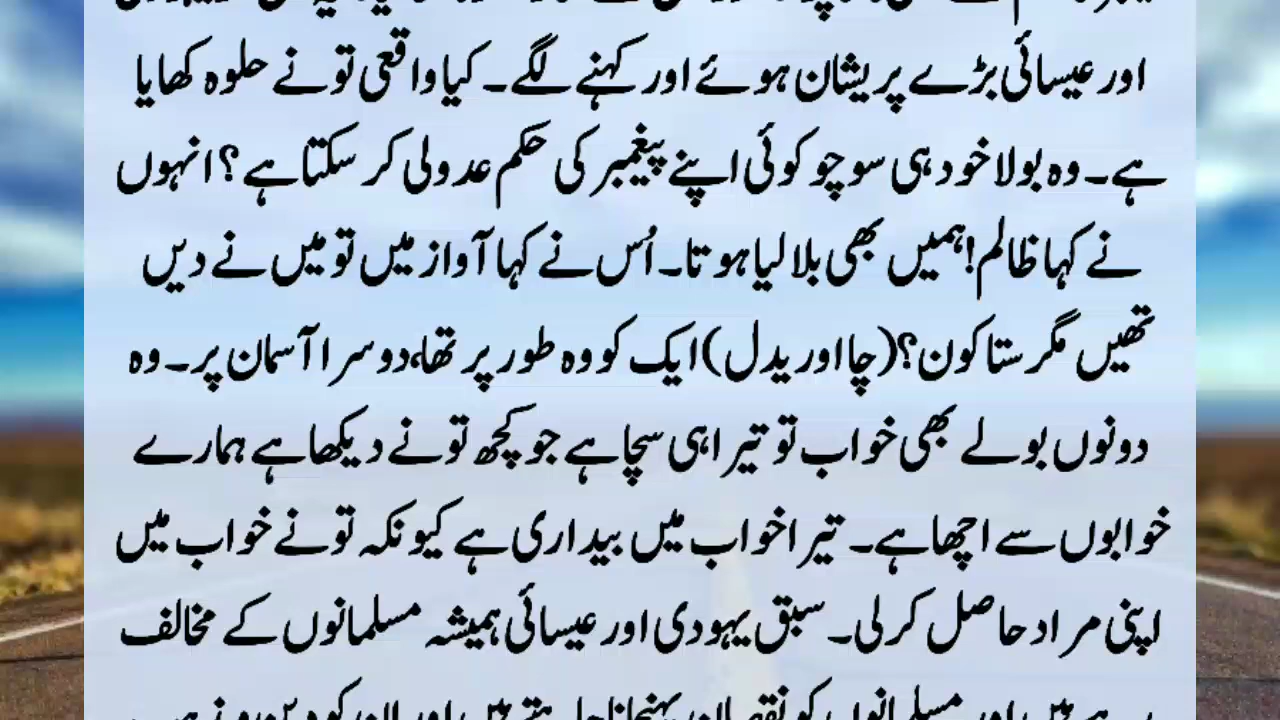 اور عیسائی بڑے پریشان ہوئے اور کہنے لگے۔ کیا واقعی تو نے حلوہ کھایا
ہے۔ وہ بولا خود ہی سوچو کوئی اپنے پیغمبر کی حکم عدولی کر سکتا ہے؟ انہوں
نے کہا ظالم! ہمیں بھی بلا لیا ہوتا۔ اُس نے کہا آواز میں تو میں نے دیں
تھیں مگر ستا کون؟ (چا اور یدل) ایک کو وہ طور پر تھا، دوسرا آسمان پر۔ وہ
دونوں بولے بھی خواب تو تیرا ہی سچا ہے جو کچھ تو نے دیکھا ہے ہمارے
خوابوں سے اچھا ہے۔ تیرا خواب میں بیداری ہے کیونکہ تو نے خواب میں
اپنی مراد حاصل کر لی۔ سبق یہودی اور عیسائی ہمیشہ مسلمانوں کے مخالف